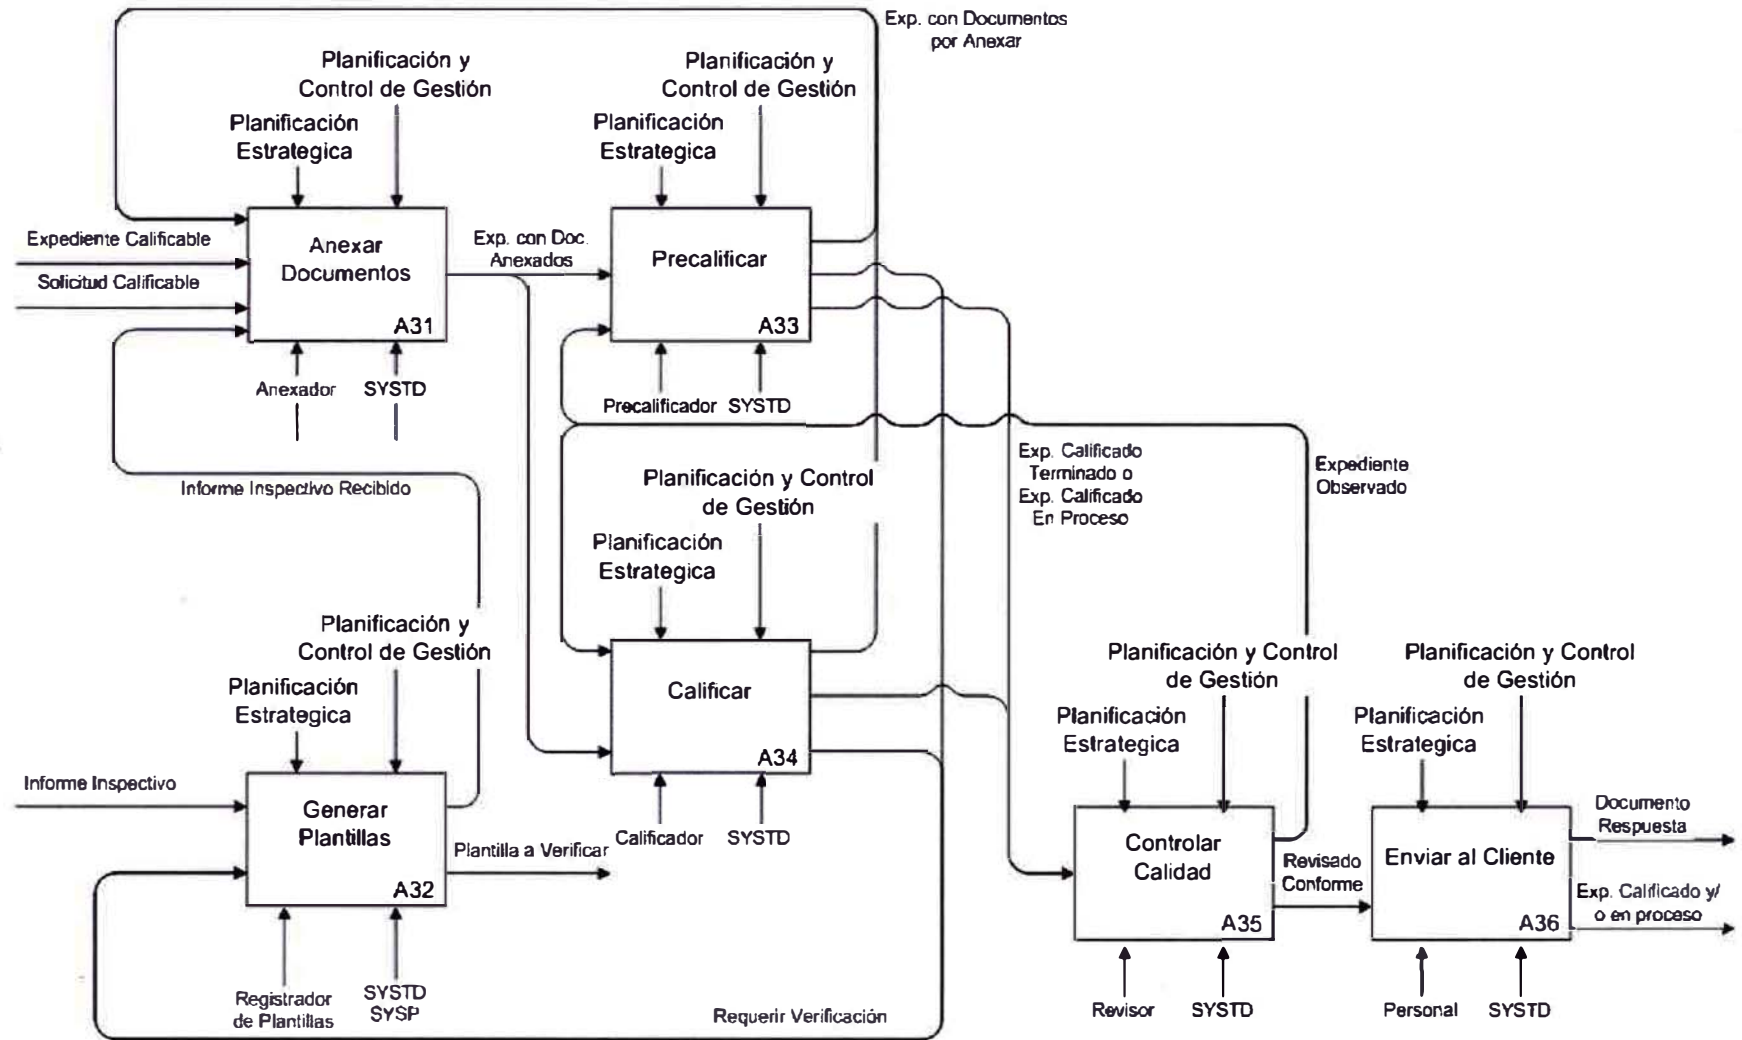 Exp. con Documentos
por Anexar
Planificación y
Control de Gestión
Planificación
Estrategica
Planificación y
Control de Gestión
Planificación
Estrategica
Expediente Calificable
Solicitud Calificable
Anexar
Documentos
A31
Exp. con Doc.
Anexados
Precalificar
A33
Anexador
SYSTD
Precalificador
SYSTD
Informe Inspectivo Recibido
Exp. Calificado
Terminado o
Exp. Calificado
En Proceso
Expediente
Observado
Planificación y Control
de Gestión
Planificación
Estrategica
Planificación y
Control de Gestión
Planificación
Estrategica
Calificar
A34
Calificador
SYSTD
Informe Inspectivo
Generar
Plantillas
A32
Plantilla a Verificar
Registrador
de Plantillas
SYSTD
SYSP
Requerir Verificación
Planificación y Control
de Gestión
Planificación
Estrategica
Planificación y Control
de Gestión
Planificación
Estrategica
Controlar
Calidad
A35
Revisado
Conforme
Enviar al Cliente
A36
Documento
Respuesta
Exp. Calificado y/
o en proceso
Revisor
SYSTD
Personal
SYSTD